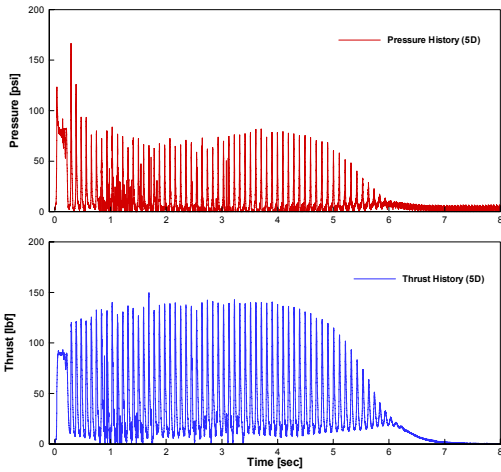 200
150
100
50
0
Pressure [psi]
Pressure History (5D)
0 1 2 3 4 5 6 7 8
200
150
100
50
0
Thrust [lbf]
Thrust History (5D)
0 1 2 3 4 5 6 7 8
Time [sec]